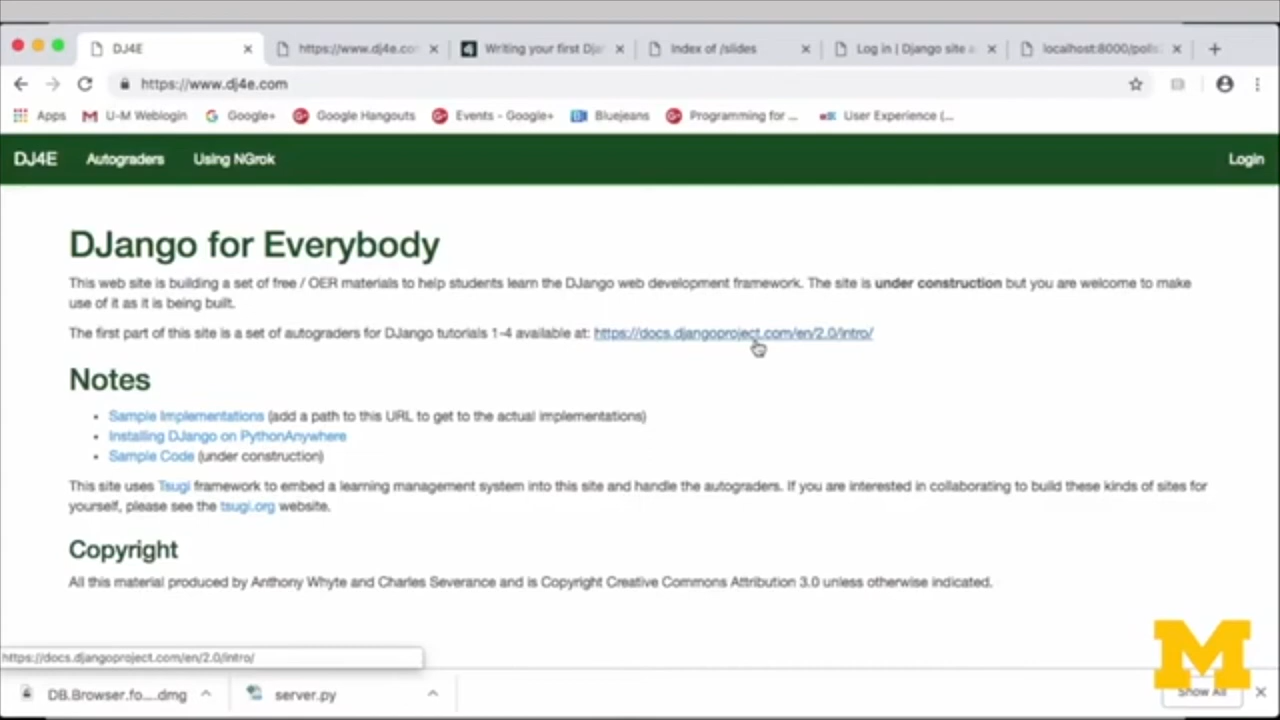 DJ4E
https://www.dj4e.co
Writing your first Djan
Index of /slides
Log in | Django site a
localhost:8000/polls
https://www.dj4e.com
Apps
U-M Weblogin
Google+
Google Hangouts
Events - Google+
Bluejeans
Programming for ...
User Experience (...
DJ4E
Autograders
Using NGrok
Login
DJango for Everybody
This web site is building a set of free / OER materials to help students learn the DJango web development framework. The site is under construction but you are welcome to make
use of it as it is being built.
The first part of this site is a set of autograders for DJango tutorials 1-4 available at: https://docs.djangoproject.com/en/2.0/intro/
Notes
• Sample Implementations (add a path to this URL to get to the actual implementations)
• Installing DJango on PythonAnywhere
• Sample Code (under construction)
This site uses Tsugi framework to embed a learning management system into this site and handle the autograders. If you are interested in collaborating to build these kinds of sites for
yourself, please see the tsugi.org website.
Copyright
All this material produced by Anthony Whyte and Charles Severance and is Copyright Creative Commons Attribution 3.0 unless otherwise indicated.
https://docs.djangoproject.com/en/2.0/intro/
DB.Browser.fo....dmg
server.py
M
Show All